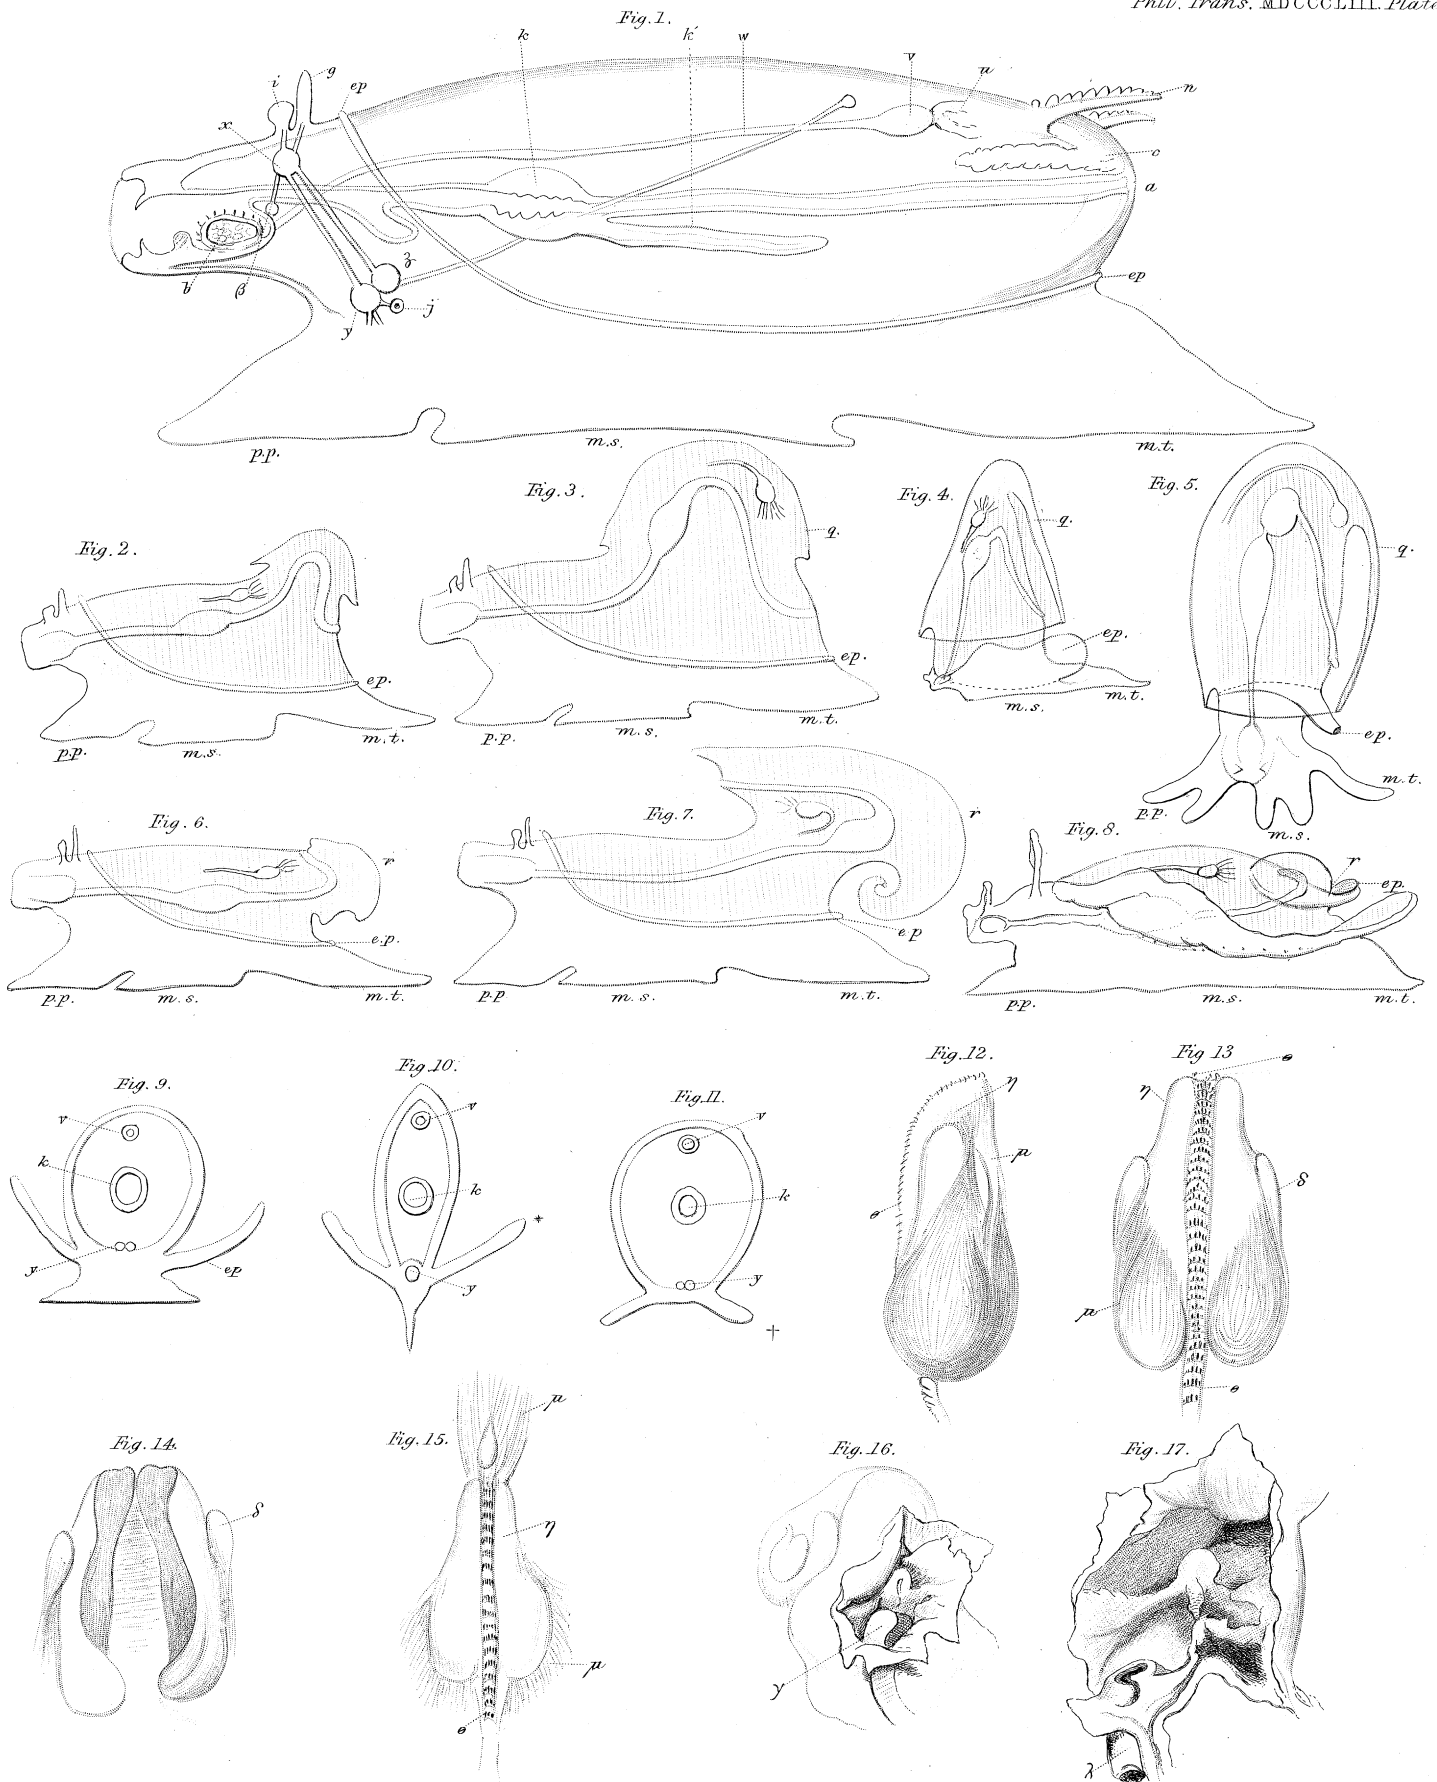 Phil. Trans. MDCCCLIII. Plate
Fig. 1.
k k' w
v u n
i g ep
x
c
a
b β y z j
ep
p.p. m.s. m.t.
Fig. 2.
ep.
p.p. m.s. m.t.
Fig. 3.
q.
ep.
p.p. m.s. m.t.
Fig. 4.
q.
ep.
m.s. m.t.
Fig. 5.
q.
ep.
m.t.
p.p. m.s.
Fig. 6.
r
e.p.
p.p. m.s. m.t.
Fig. 7.
r
ep
p.p m.s. m.t.
Fig. 8.
r
ep.
p.p. m.s. m.t.
Fig. 9.
v
k
y ep
Fig. 10.
v
k
*
y
Fig. 11.
v
k
y
†
Fig. 12.
η
μ
θ
Fig 13
θ
η
δ
μ
θ
Fig. 14.
δ
Fig. 15.
μ
η
μ
θ
Fig. 16.
γ
Fig. 17.
λ